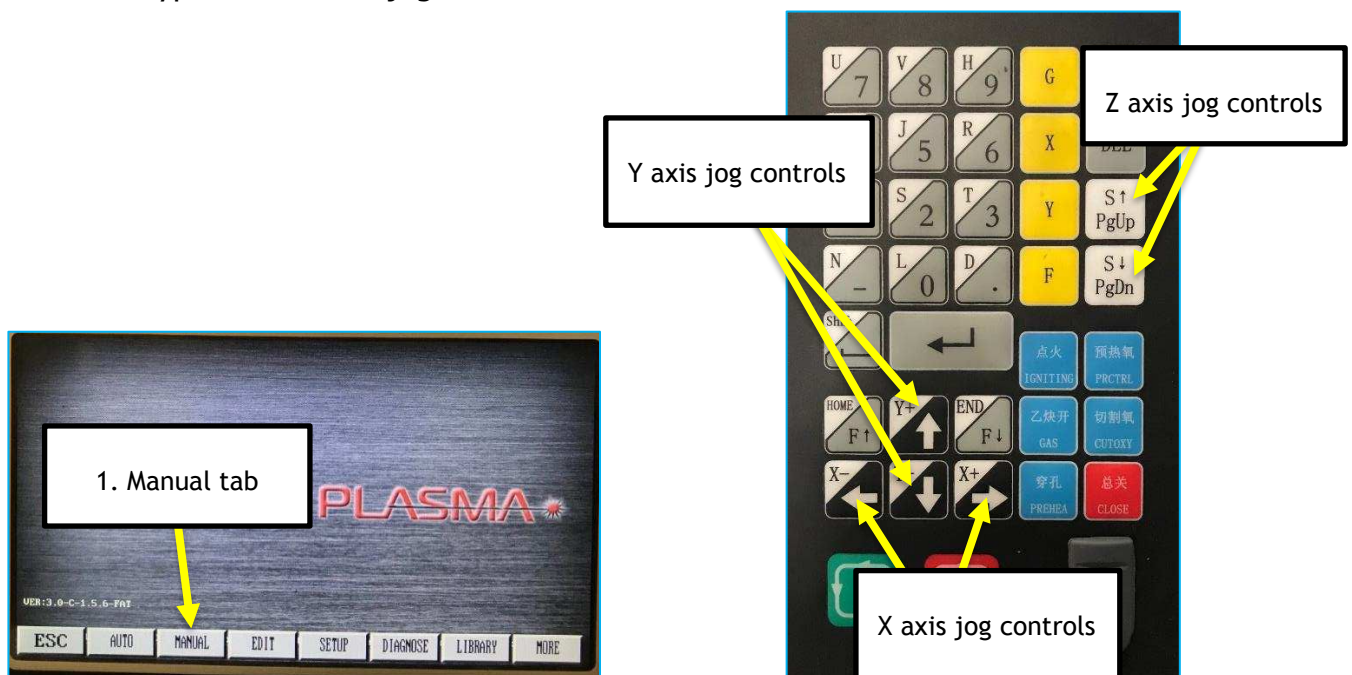 jog
U 7
V 8
H 9
G
Z axis jog controls
J 5
R 6
X
DEL
Y axis jog controls
S 2
T 3
Y
S↑
PgUp
N –
L 0
D .
F
S↓
PgDn
点火
IGNITING
预热氧
PRCTRL
HOME F↑
Y+
END F↓
乙炔开
GAS
切割氧
CUTOXY
X-
X+
穿孔
PREHEA
总关
CLOSE
X axis jog controls
1. Manual tab
PLASMA
VER:3.0-C-1.5.6-FAT
ESC AUTO MANUAL EDIT SETUP DIAGNOSE LIBRARY MORE